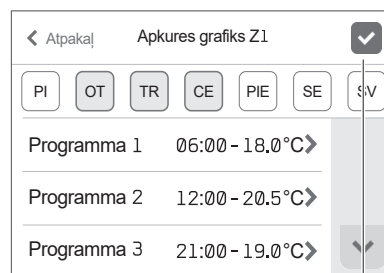 Atpakaļ Apkures grafiks Z1
PI OT TR CE PIE SE SV
Programma 1 06:00 - 18.0°C
Programma 2 12:00 - 20.5°C
Programma 3 21:00 - 19.0°C